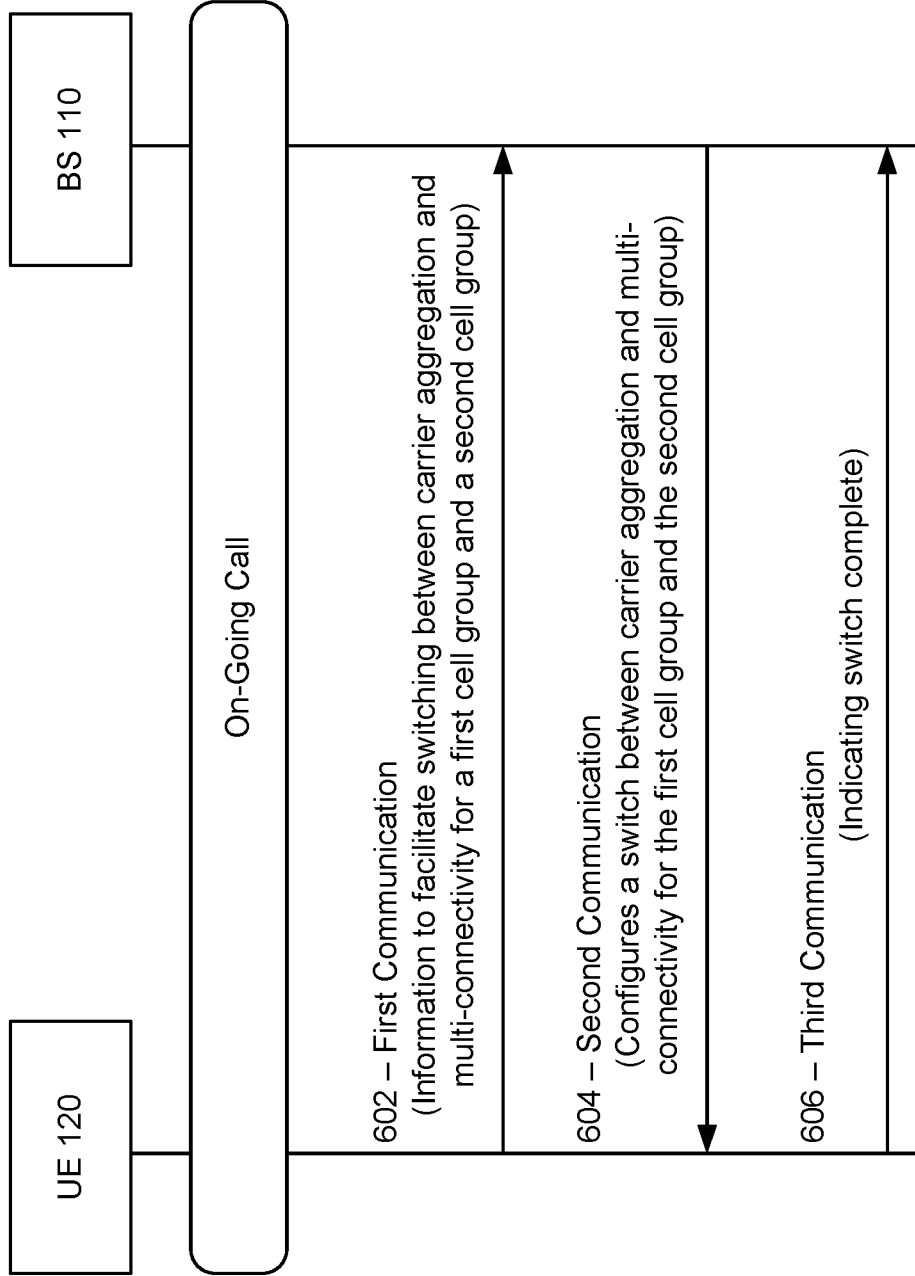 UE 120
BS 110
On-Going Call
602 – First Communication
(Information to facilitate switching between carrier aggregation and
multi-connectivity for a first cell group and a second cell group)
604 – Second Communication
(Configures a switch between carrier aggregation and multi-
connectivity for the first cell group and the second cell group)
606 – Third Communication
(Indicating switch complete)